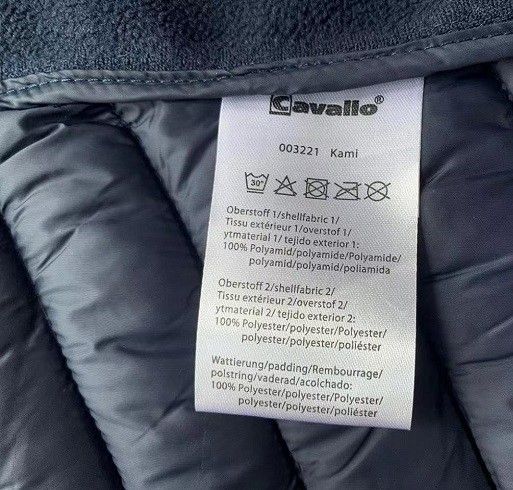 Cavallo®
003221 Kami
30°
Oberstoff 1/shellfabric 1/
Tissu extérieur 1/overstof 1/
ytmaterial 1/ tejido exterior 1:
100% Polyamid/polyamide/Polyamide/
polyamid/polyamid/poliamida
Oberstoff 2/shellfabric 2/
Tissu extérieur 2/overstof 2/
ytmaterial 2/ tejido exterior 2:
100% Polyester/polyester/Polyester/
polyester/polyester/poliéster
Wattierung/padding/Rembourrage/
polstring/vaderad/acolchado:
100% Polyester/polyester/Polyester/
polyester/polyester/poliéster